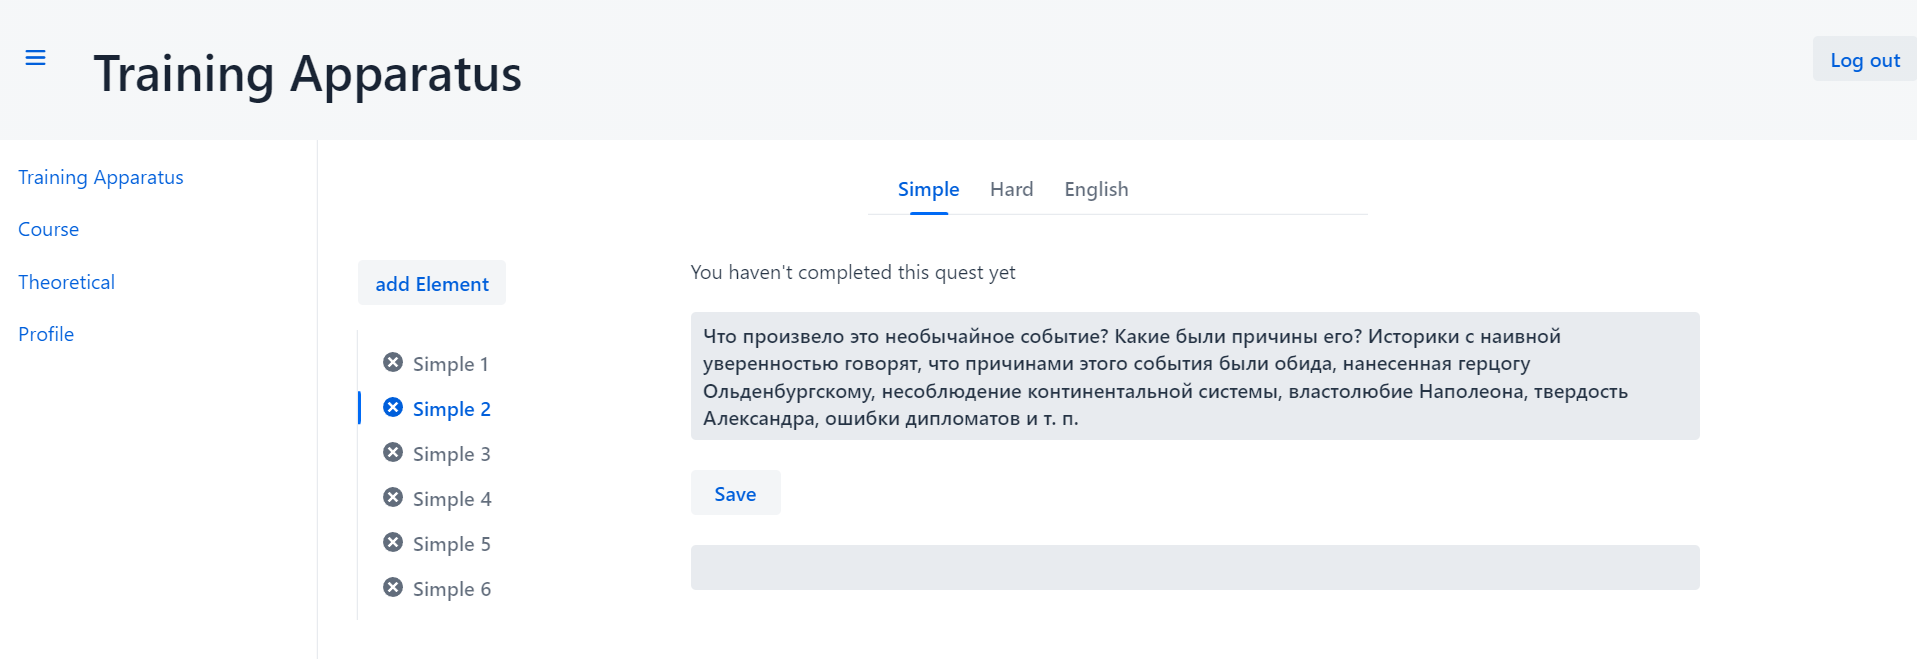 Training Apparatus
Log out
Training Apparatus
Course
Theoretical
Profile
Simple Hard English
add Element
Simple 1
Simple 2
Simple 3
Simple 4
Simple 5
Simple 6
You haven't completed this quest yet
Что произвело это необычайное событие? Какие были причины его? Историки с наивной
уверенностью говорят, что причинами этого события были обида, нанесенная герцогу
Ольденбургскому, несоблюдение континентальной системы, властолюбие Наполеона, твердость
Александра, ошибки дипломатов и т. п.
Save